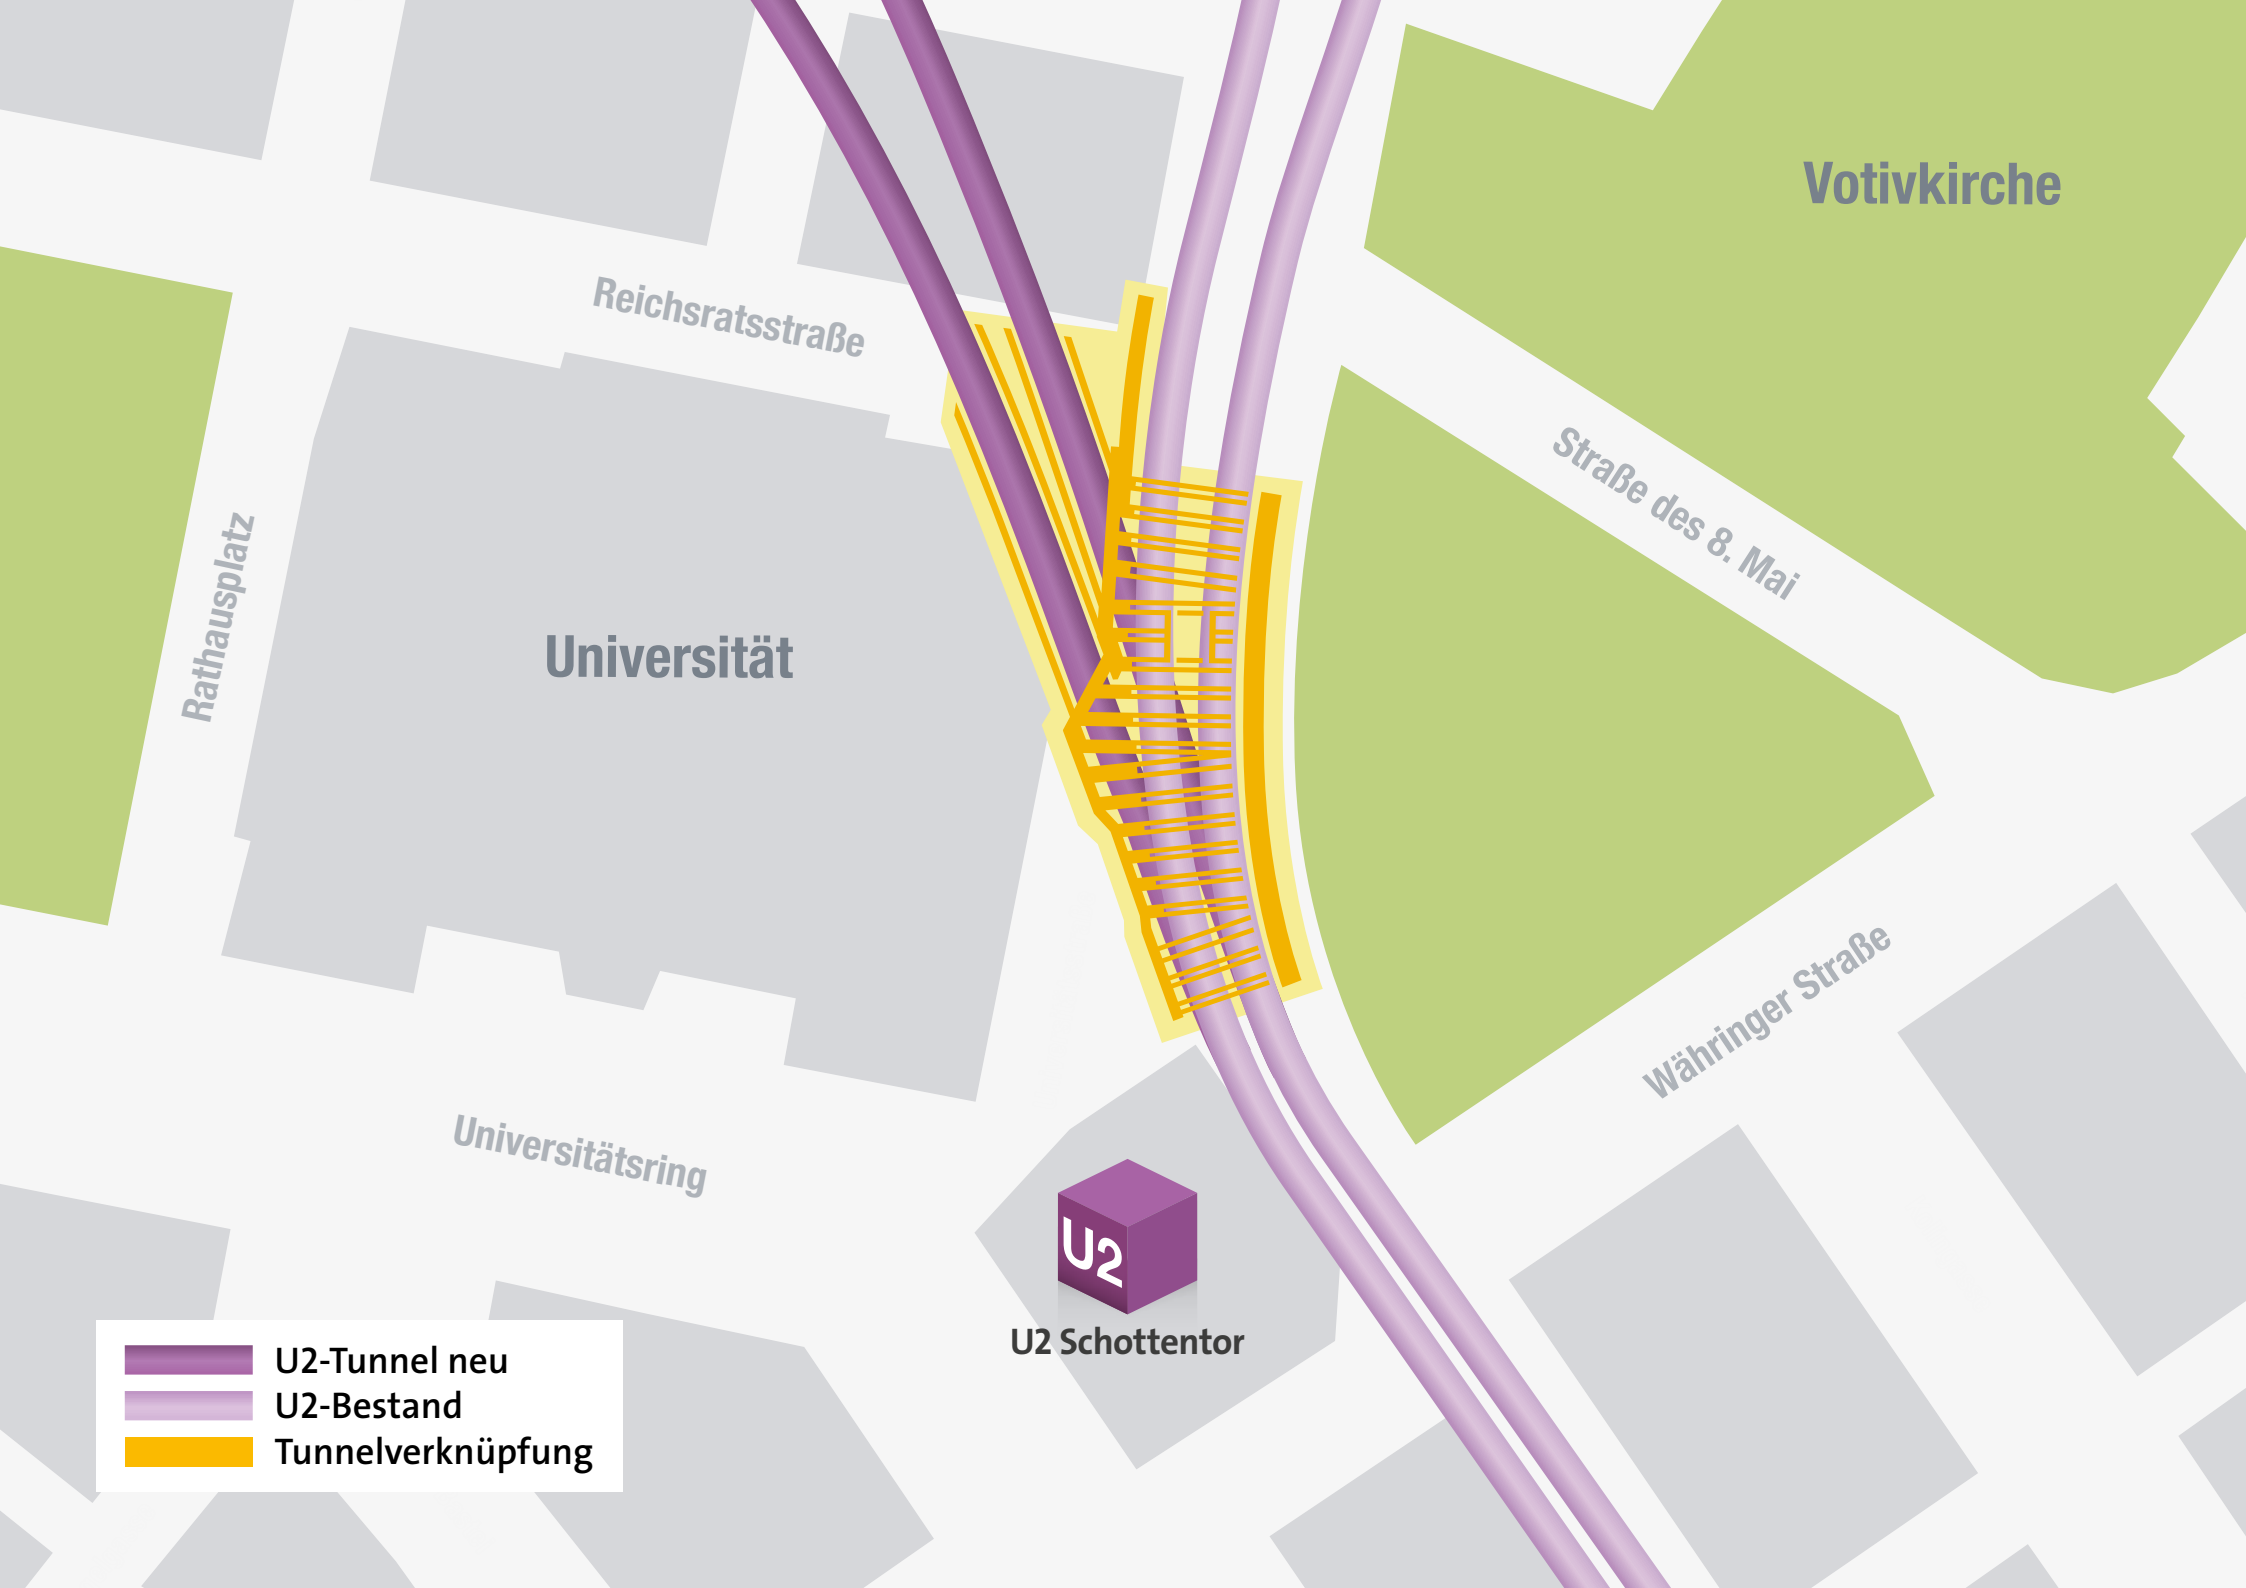 Votivkirche
Reichsratsstraße
Straße des 8. Mai
Rathausplatz
Universität
Währinger Straße
Universitätsring
U2
U2 Schottentor
U2-Tunnel neu
U2-Bestand
Tunnelverknüpfung